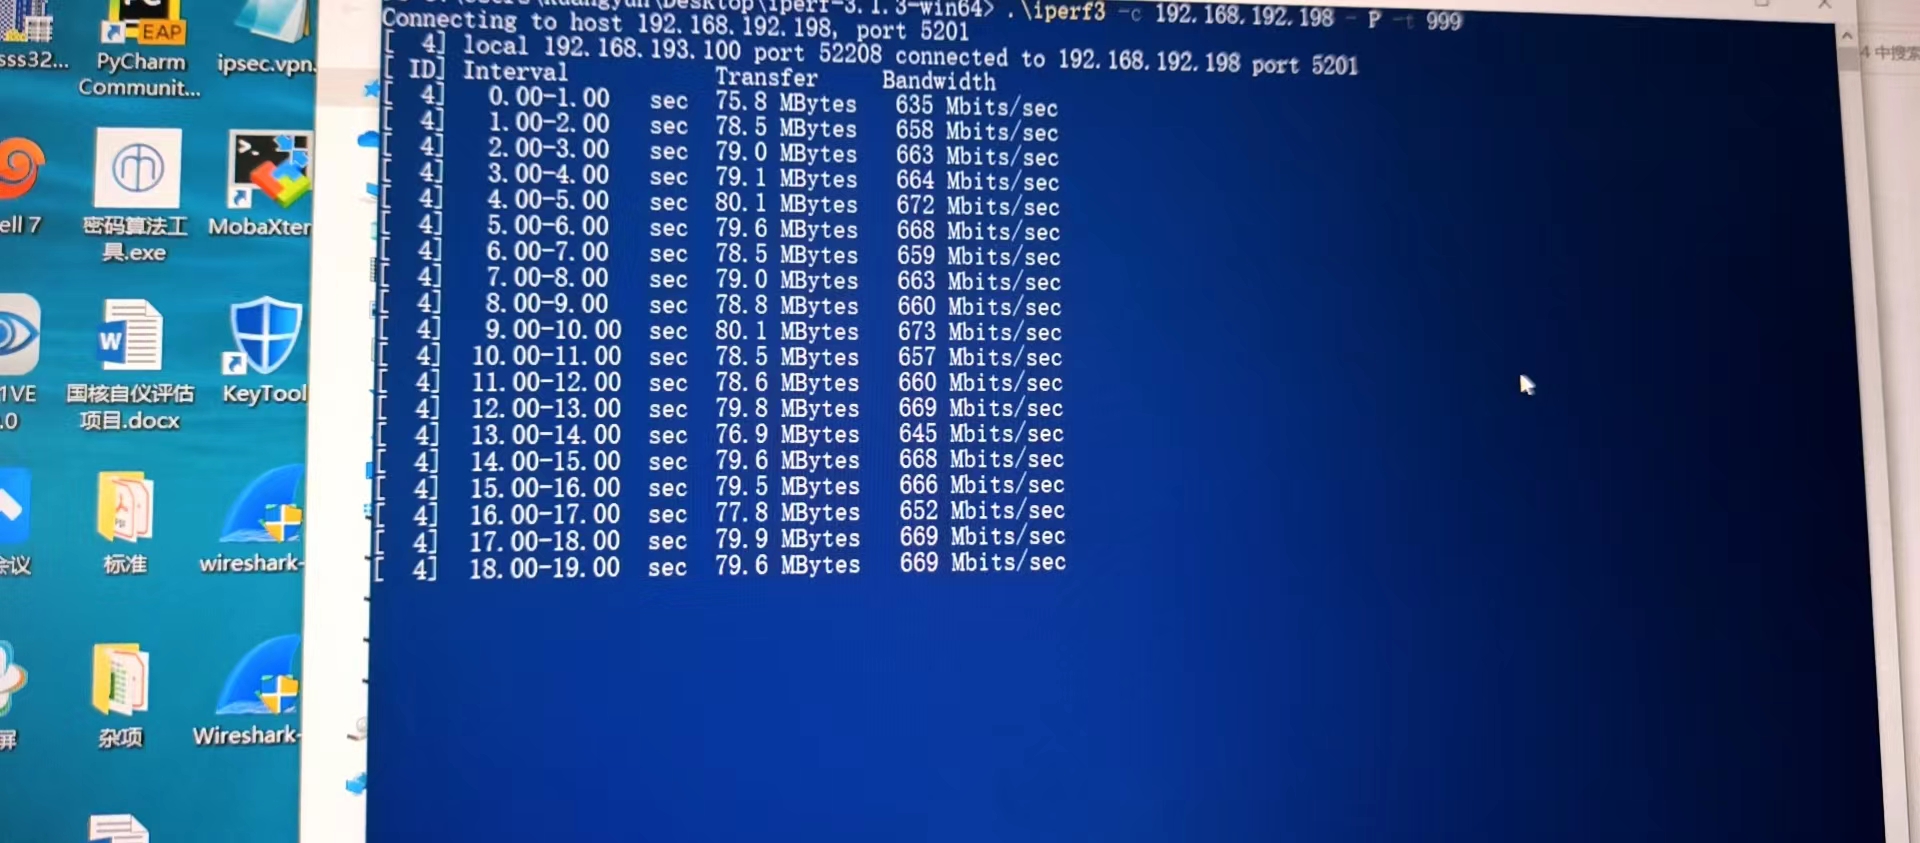 .\iperf3 -c 192.168.192.198 - P -t 999
Connecting to host 192.168.192.198, port 5201
[  4] local 192.168.193.100 port 52208 connected to 192.168.192.198 port 5201
[ ID] Interval Transfer Bandwidth
[  4] 0.00-1.00 sec 75.8 MBytes 635 Mbits/sec
[  4] 1.00-2.00 sec 78.5 MBytes 658 Mbits/sec
[  4] 2.00-3.00 sec 79.0 MBytes 663 Mbits/sec
[  4] 3.00-4.00 sec 79.1 MBytes 664 Mbits/sec
[  4] 4.00-5.00 sec 80.1 MBytes 672 Mbits/sec
[  4] 5.00-6.00 sec 79.6 MBytes 668 Mbits/sec
[  4] 6.00-7.00 sec 78.5 MBytes 659 Mbits/sec
[  4] 7.00-8.00 sec 79.0 MBytes 663 Mbits/sec
[  4] 8.00-9.00 sec 78.8 MBytes 660 Mbits/sec
[  4] 9.00-10.00 sec 80.1 MBytes 673 Mbits/sec
[  4] 10.00-11.00 sec 78.5 MBytes 657 Mbits/sec
[  4] 11.00-12.00 sec 78.6 MBytes 660 Mbits/sec
[  4] 12.00-13.00 sec 79.8 MBytes 669 Mbits/sec
[  4] 13.00-14.00 sec 76.9 MBytes 645 Mbits/sec
[  4] 14.00-15.00 sec 79.6 MBytes 668 Mbits/sec
[  4] 15.00-16.00 sec 79.5 MBytes 666 Mbits/sec
[  4] 16.00-17.00 sec 77.8 MBytes 652 Mbits/sec
[  4] 17.00-18.00 sec 79.9 MBytes 669 Mbits/sec
[  4] 18.00-19.00 sec 79.6 MBytes 669 Mbits/sec
EAP
sss32...
PyCharm
Communit...
ipsec.vpn.
ell 7
密码算法工
具.exe
MobaXter
1VE
.0
国核自仪评估
项目.docx
KeyTool
会议
标准
wireshark-
屏
杂项
Wireshark-
4 中搜索